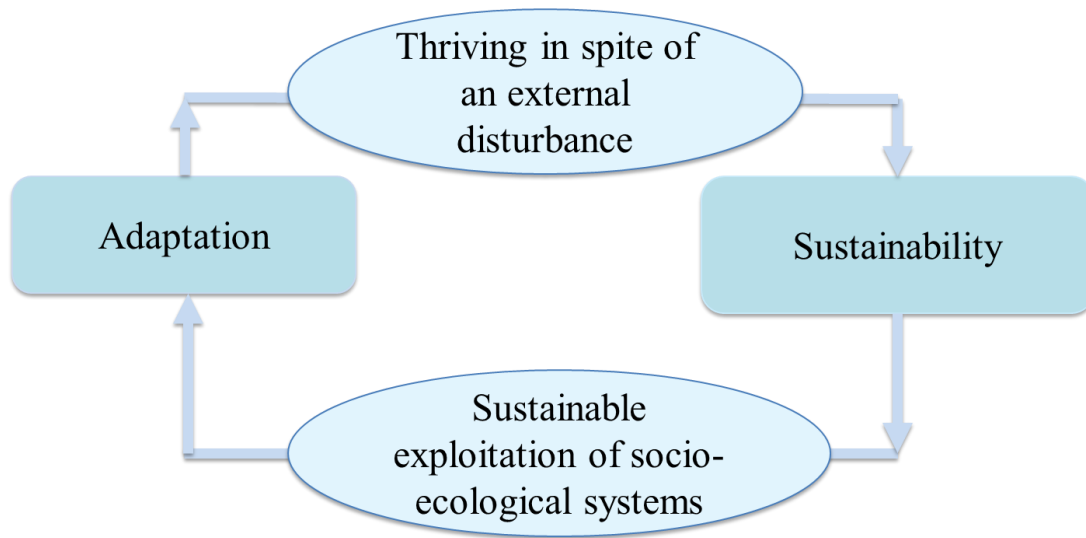 Thriving in spite of
an external
disturbance
Adaptation
Sustainability
Sustainable
exploitation of socio-
ecological systems